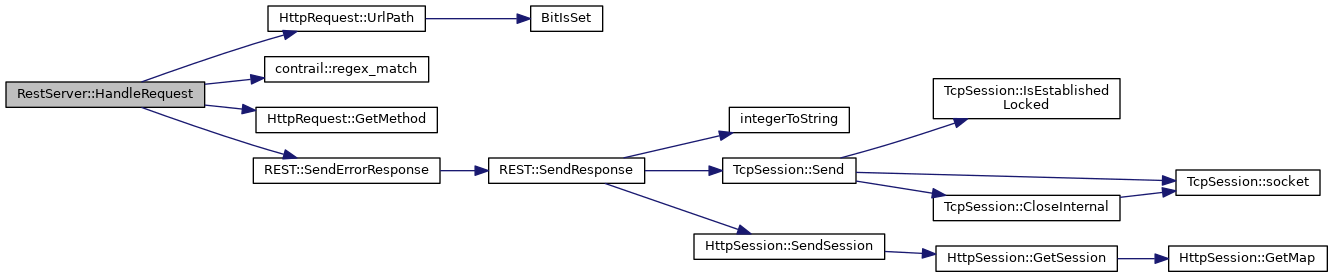 HttpRequest::UrlPath
BitIsSet
contrail::regex_match
RestServer::HandleRequest
HttpRequest::GetMethod
REST::SendErrorResponse
REST::SendResponse
integerToString
TcpSession::Send
HttpSession::SendSession
TcpSession::IsEstablished
Locked
TcpSession::CloseInternal
TcpSession::socket
HttpSession::GetSession
HttpSession::GetMap